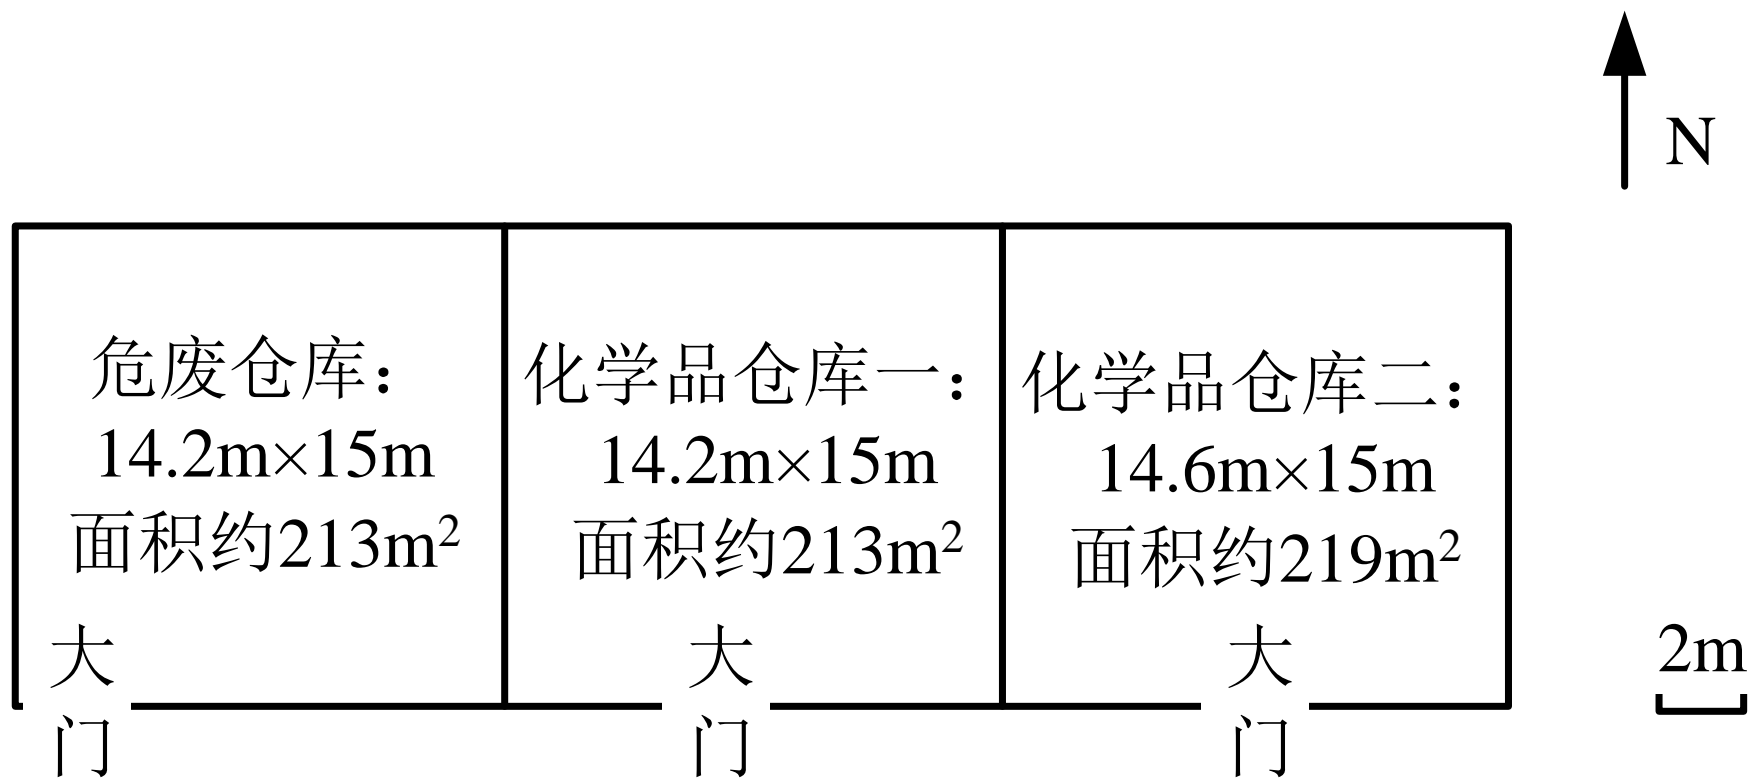 N
危废仓库：
14.2m×15m
面积约213m²
大
门
化学品仓库一：
14.2m×15m
面积约213m²
大
门
化学品仓库二：
14.6m×15m
面积约219m²
大
门
2m